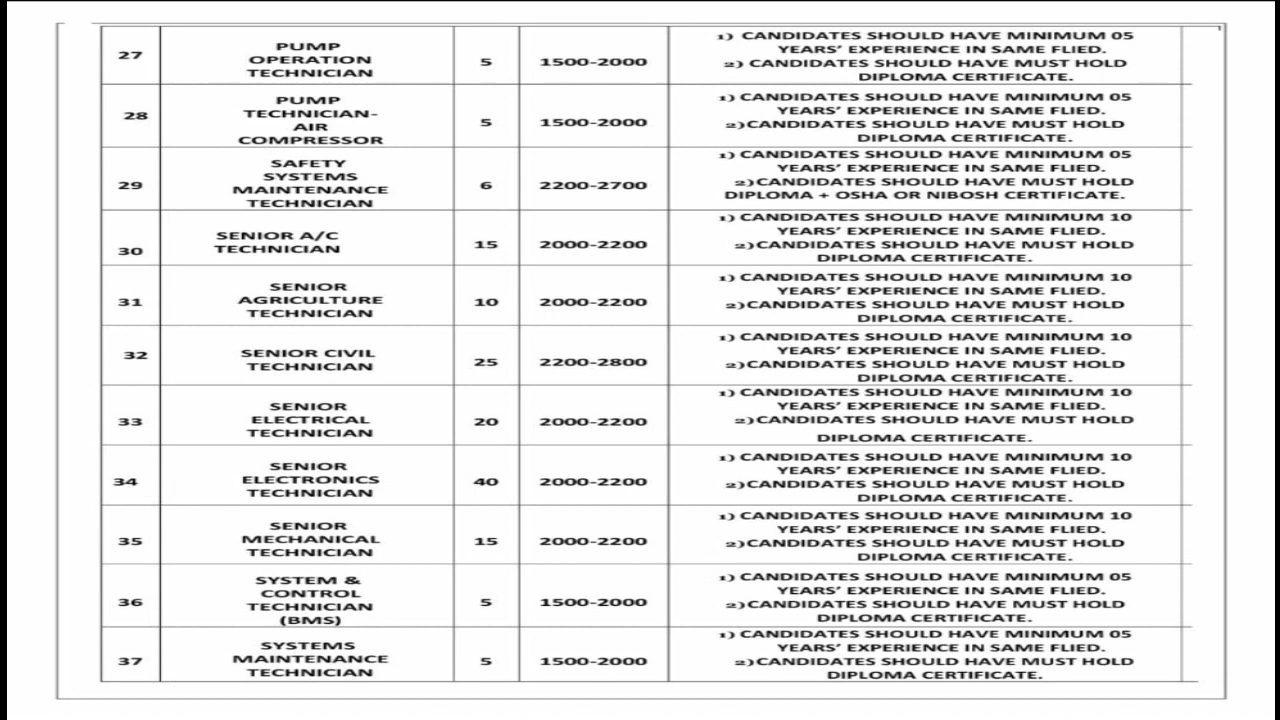 27
PUMP
OPERATION
TECHNICIAN
5
1500-2000
1) CANDIDATES SHOULD HAVE MINIMUM 05
YEARS’ EXPERIENCE IN SAME FLIED.
2) CANDIDATES SHOULD HAVE MUST HOLD
DIPLOMA CERTIFICATE.
28
PUMP
TECHNICIAN-
AIR
COMPRESSOR
5
1500-2000
1) CANDIDATES SHOULD HAVE MINIMUM 05
YEARS’ EXPERIENCE IN SAME FLIED.
2)CANDIDATES SHOULD HAVE MUST HOLD
DIPLOMA CERTIFICATE.
29
SAFETY
SYSTEMS
MAINTENANCE
TECHNICIAN
6
2200-2700
1) CANDIDATES SHOULD HAVE MINIMUM 05
YEARS’ EXPERIENCE IN SAME FLIED.
2)CANDIDATES SHOULD HAVE MUST HOLD
DIPLOMA + OSHA OR NIBOSH CERTIFICATE.
30
SENIOR A/C
TECHNICIAN
15
2000-2200
1) CANDIDATES SHOULD HAVE MINIMUM 10
YEARS’ EXPERIENCE IN SAME FLIED.
2)CANDIDATES SHOULD HAVE MUST HOLD
DIPLOMA CERTIFICATE.
31
SENIOR
AGRICULTURE
TECHNICIAN
10
2000-2200
1) CANDIDATES SHOULD HAVE MINIMUM 10
YEARS’ EXPERIENCE IN SAME FLIED.
2)CANDIDATES SHOULD HAVE MUST HOLD
DIPLOMA CERTIFICATE.
32
SENIOR CIVIL
TECHNICIAN
25
2200-2800
1) CANDIDATES SHOULD HAVE MINIMUM 10
YEARS’ EXPERIENCE IN SAME FLIED.
2)CANDIDATES SHOULD HAVE MUST HOLD
DIPLOMA CERTIFICATE.
33
SENIOR
ELECTRICAL
TECHNICIAN
20
2000-2200
1) CANDIDATES SHOULD HAVE MINIMUM 10
YEARS’ EXPERIENCE IN SAME FLIED.
2)CANDIDATES SHOULD HAVE MUST HOLD
DIPLOMA CERTIFICATE.
34
SENIOR
ELECTRONICS
TECHNICIAN
40
2000-2200
1) CANDIDATES SHOULD HAVE MINIMUM 10
YEARS’ EXPERIENCE IN SAME FLIED.
2)CANDIDATES SHOULD HAVE MUST HOLD
DIPLOMA CERTIFICATE.
35
SENIOR
MECHANICAL
TECHNICIAN
15
2000-2200
1) CANDIDATES SHOULD HAVE MINIMUM 10
YEARS’ EXPERIENCE IN SAME FLIED.
2)CANDIDATES SHOULD HAVE MUST HOLD
DIPLOMA CERTIFICATE.
36
SYSTEM &
CONTROL
TECHNICIAN
(BMS)
5
1500-2000
1) CANDIDATES SHOULD HAVE MINIMUM 05
YEARS’ EXPERIENCE IN SAME FLIED.
2)CANDIDATES SHOULD HAVE MUST HOLD
DIPLOMA CERTIFICATE.
37
SYSTEMS
MAINTENANCE
TECHNICIAN
5
1500-2000
1) CANDIDATES SHOULD HAVE MINIMUM 05
YEARS’ EXPERIENCE IN SAME FLIED.
2)CANDIDATES SHOULD HAVE MUST HOLD
DIPLOMA CERTIFICATE.